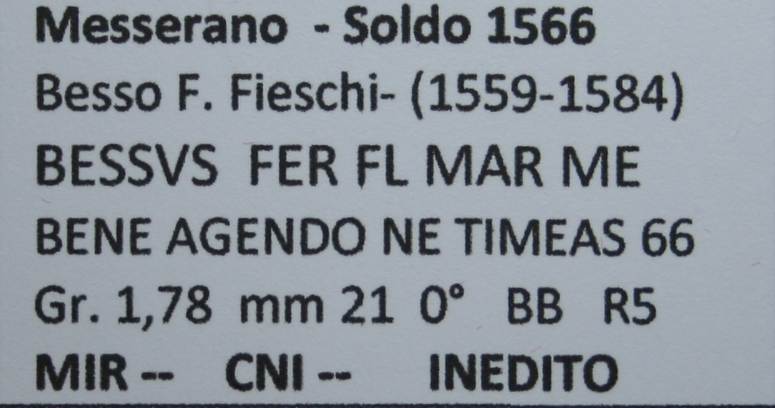 Messerano - Soldo 1566
Besso F. Fieschi- (1559-1584)
BESSVS FER FL MAR ME
BENE AGENDO NE TIMEAS 66
Gr. 1,78 mm 21 0° BB R5
MIR -- CNI -- INEDITO